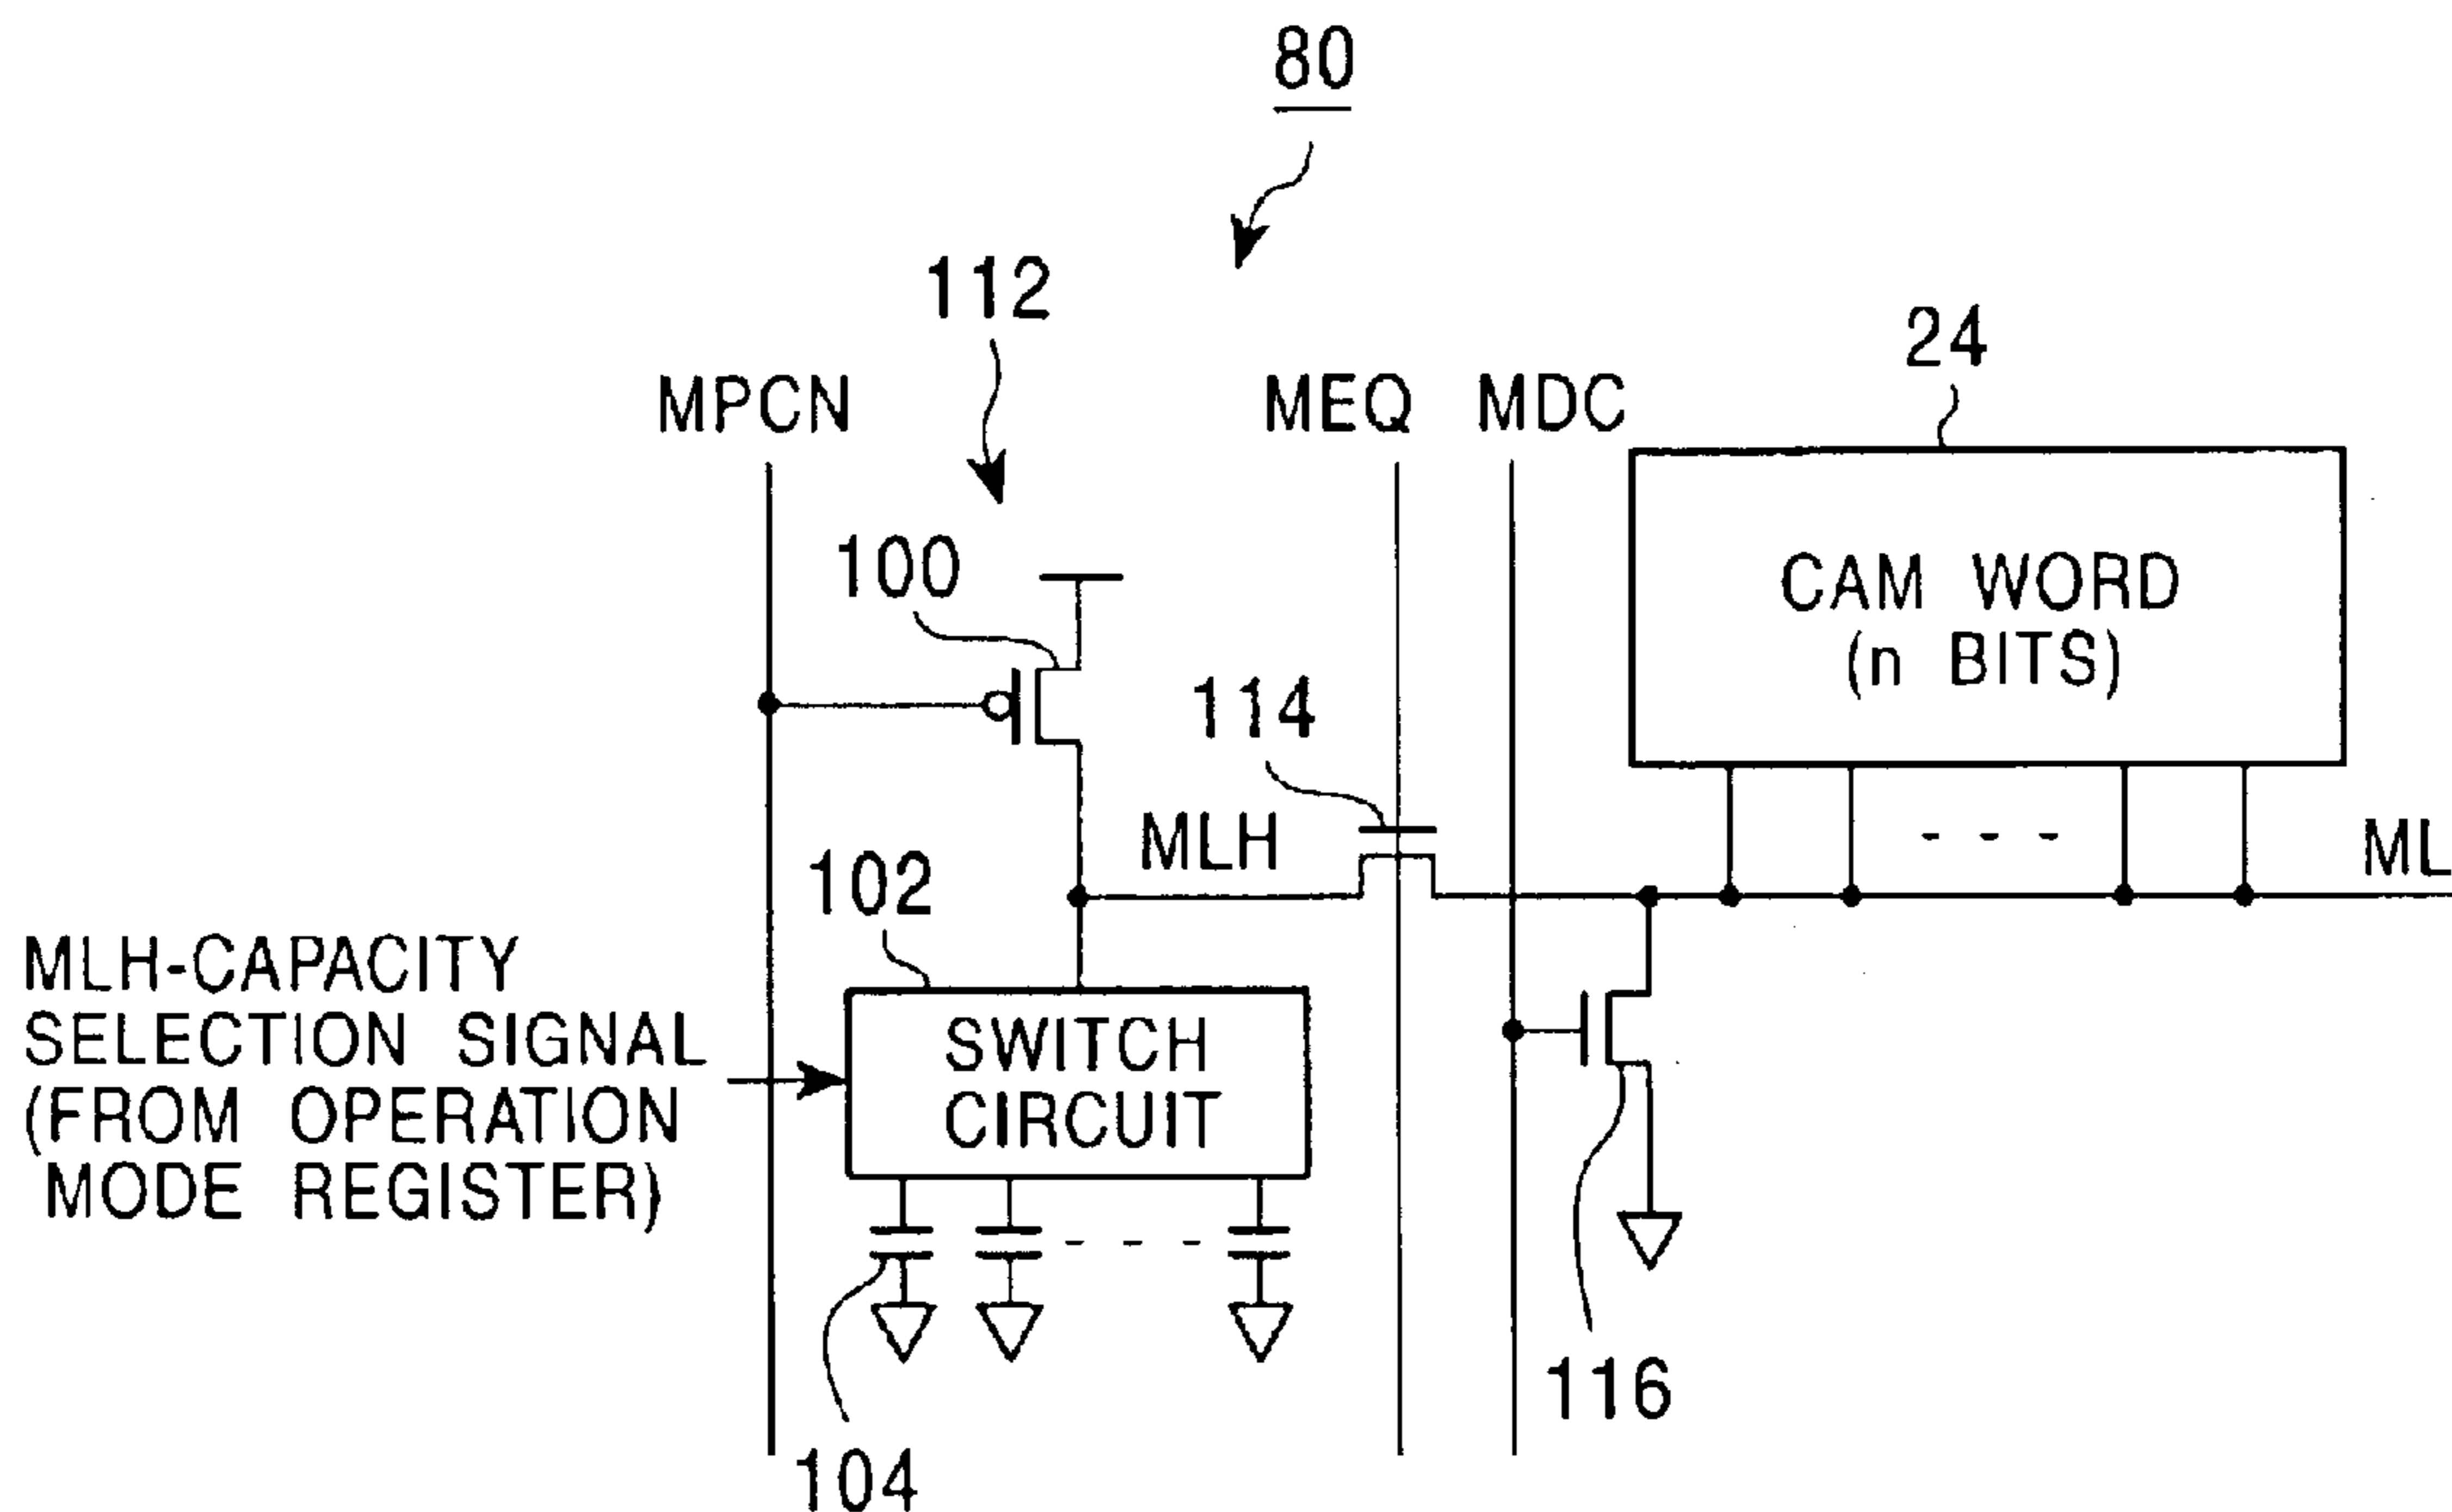 80
112
24
MPCN
MEQ
MDC
100
CAM WORD
(n BITS)
114
MLH
ML
102
MLH-CAPACITY
SELECTION SIGNAL
(FROM OPERATION
MODE REGISTER)
SWITCH
CIRCUIT
116
104